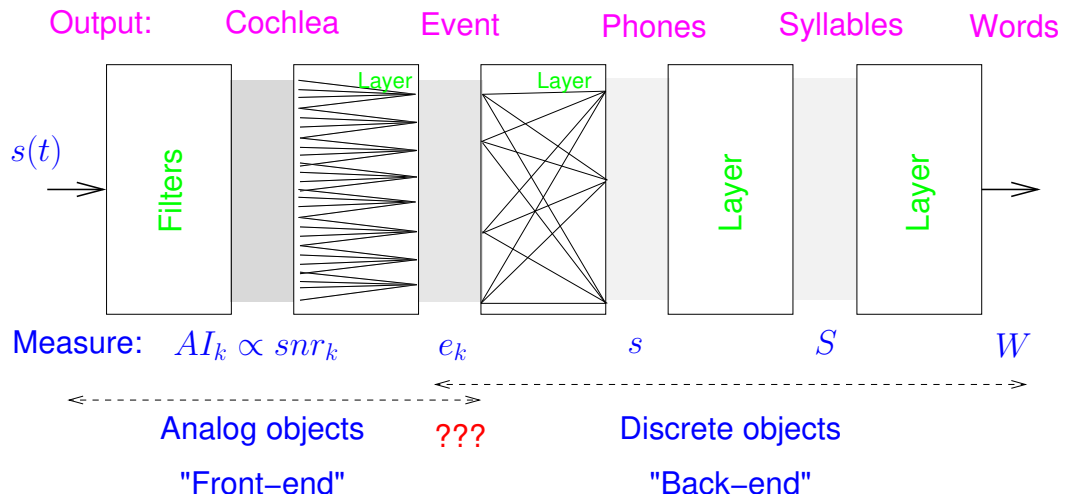 Output: Cochlea Event Phones Syllables Words
Layer Layer
s(t)
Filters Layer Layer
Measure: AI_k ∝ snr_k e_k s S W
Analog objects ??? Discrete objects
"Front−end" "Back−end"